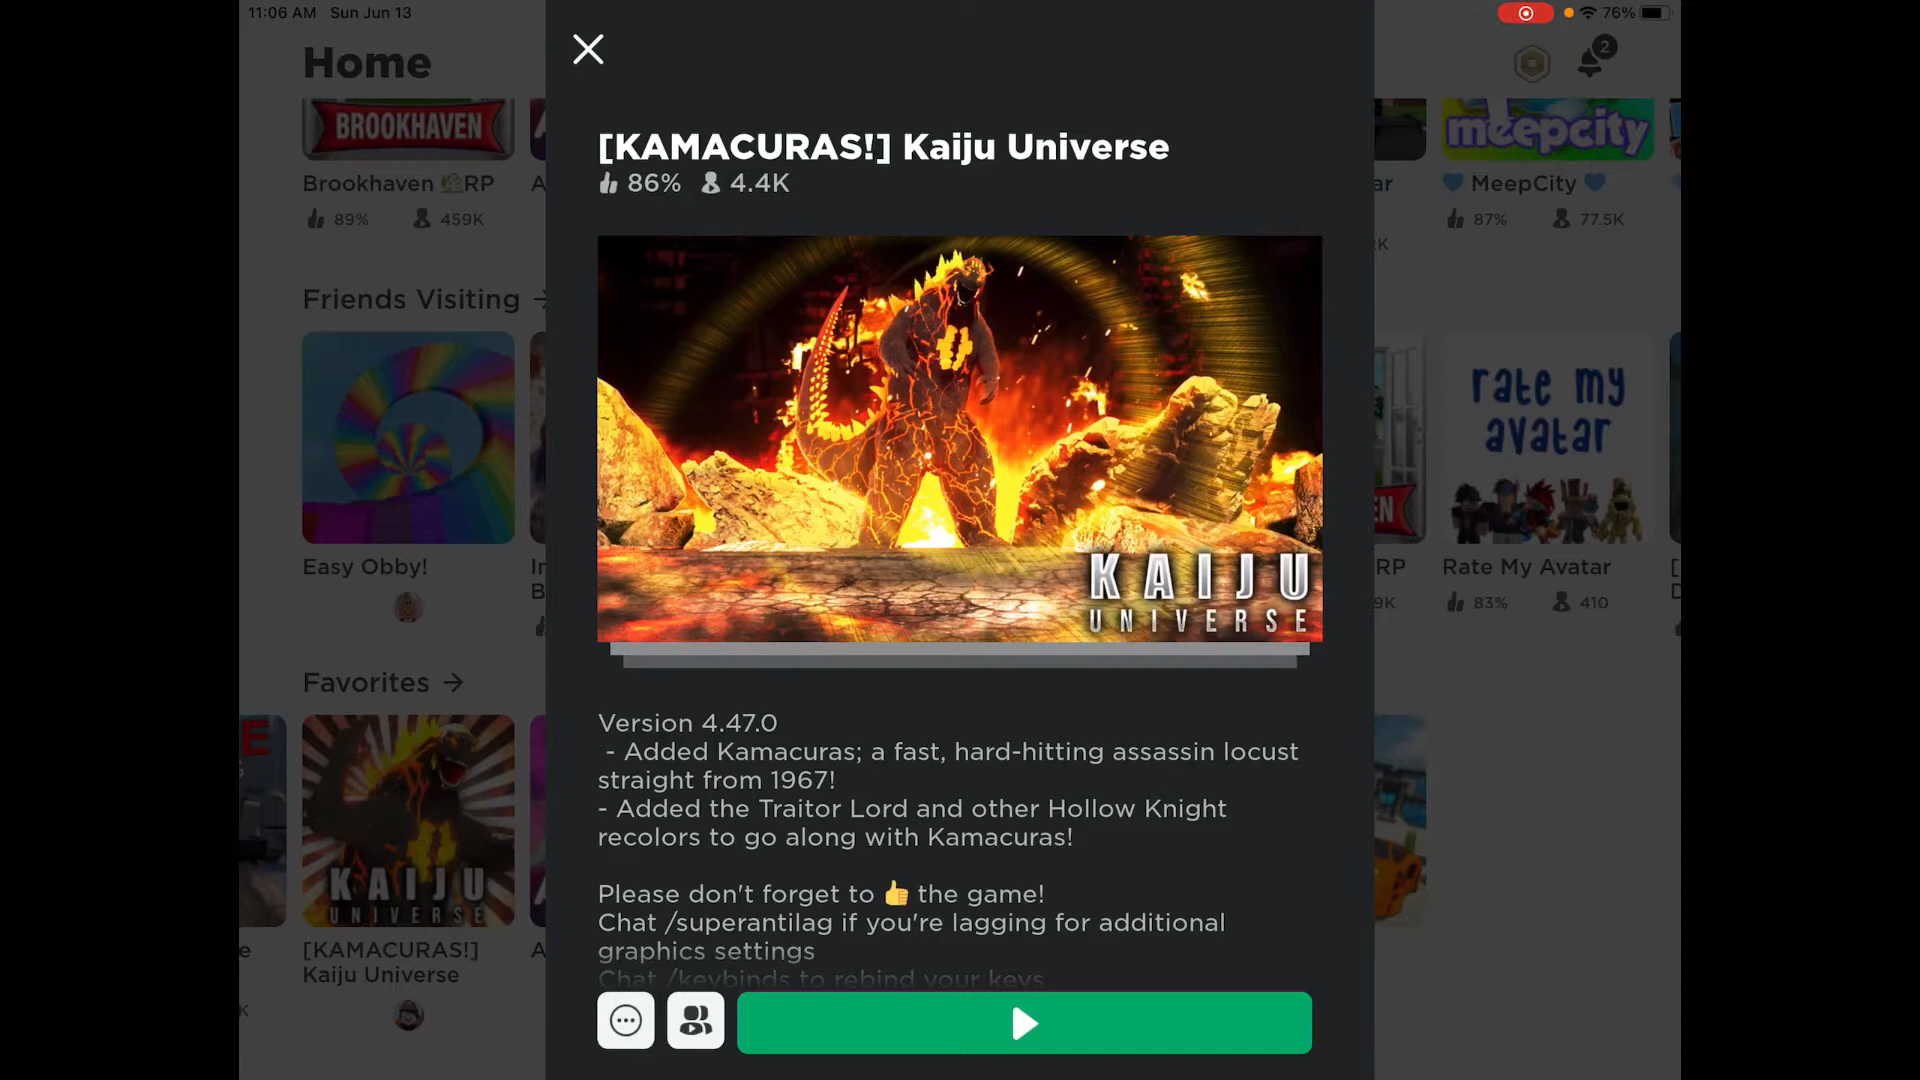 11:06 AM Sun Jun 13
76%
Home
2
BROOKHAVEN
Brookhaven 🏡RP
89% 459K
meepcity
💙 MeepCity 💙
87% 77.5K
Friends Visiting →
Easy Obby!
rate my
avatar
Rate My Avatar
83% 410
RP
Favorites →
KAIJU
UNIVERSE
[KAMACURAS!]
Kaiju Universe
[KAMACURAS!] Kaiju Universe
86% 4.4K
KAIJU
UNIVERSE
Version 4.47.0
- Added Kamacuras; a fast, hard-hitting assassin locust
straight from 1967!
- Added the Traitor Lord and other Hollow Knight
recolors to go along with Kamacuras!
Please don't forget to 👍 the game!
Chat /superantilag if you're lagging for additional
graphics settings
Chat /keybinds to rebind your keys